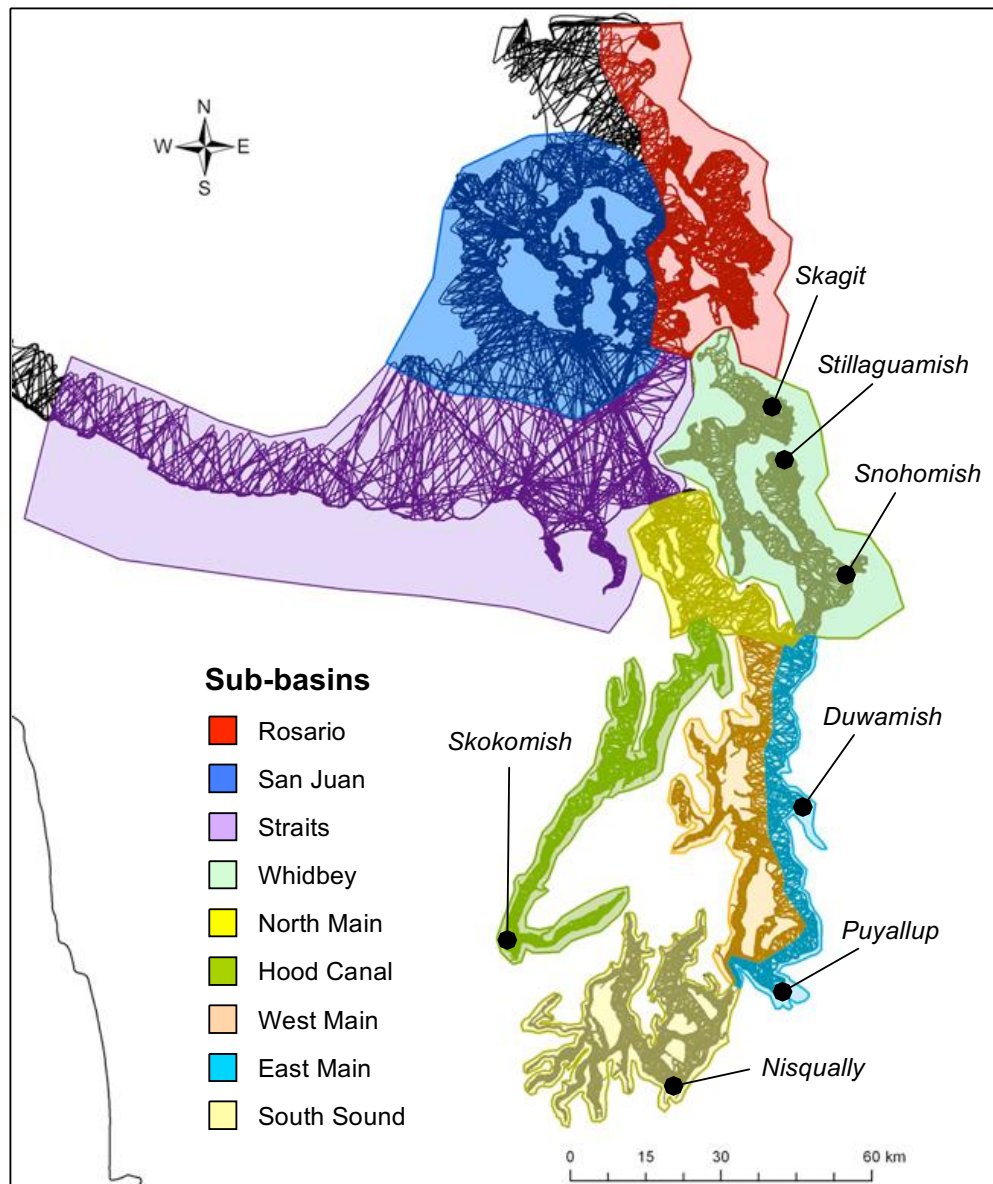 N
W E
S
Skagit
Stillaguamish
Snohomish
Sub-basins
Rosario
San Juan
Straits
Whidbey
North Main
Hood Canal
West Main
East Main
South Sound
Skokomish
Duwamish
Puyallup
Nisqually
0 15 30 60 km